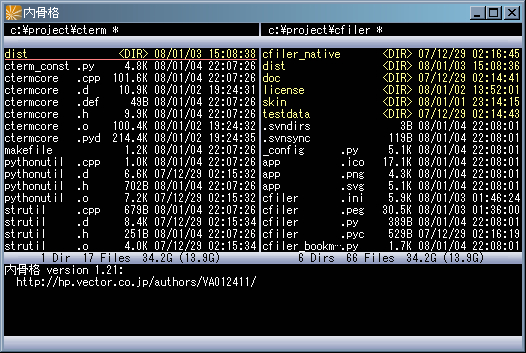 内骨格
c:¥project¥cterm *
dist <DIR> 08/01/03 15:08:38
cterm_const .py 4.8K 08/01/04 22:07:26
ctermcore .cpp 101.6K 08/01/04 22:07:26
ctermcore .d 10.9K 08/01/02 19:24:31
ctermcore .def 49B 08/01/04 22:07:26
ctermcore .h 9.9K 08/01/04 22:07:26
ctermcore .o 100.4K 08/01/02 19:24:32
ctermcore .pyd 214.4K 08/01/02 19:24:37
makefile 1.2K 08/01/04 22:07:26
pythonutil .cpp 1.0K 08/01/04 22:07:26
pythonutil .d 6.6K 07/12/29 02:15:32
pythonutil .h 702B 08/01/04 22:07:26
pythonutil .o 7.2K 07/12/29 02:15:32
strutil .cpp 679B 08/01/04 22:07:26
strutil .d 8.4K 07/12/29 02:15:34
strutil .h 251B 08/01/04 22:07:26
strutil .o 4.0K 07/12/29 02:15:34
1 Dir 17 Files 34.2G (13.9G)
c:¥project¥cfiler *
cfiler_native <DIR> 07/12/29 02:16:45
dist <DIR> 08/01/03 15:08:36
doc <DIR> 07/12/29 02:14:41
license <DIR> 08/01/02 13:52:01
skin <DIR> 08/01/01 23:14:15
testdata <DIR> 07/12/29 02:14:43
.svndirs 3B 08/01/04 22:08:01
.svnsync 119B 08/01/04 22:08:01
_config .py 5.1K 08/01/04 22:08:01
app .ico 17.1K 08/01/04 22:08:01
app .png 4.3K 08/01/04 22:08:01
app .svg 5.1K 08/01/04 22:08:01
cfiler .ini 5.9K 08/01/03 01:46:24
cfiler .peg 30.5K 08/01/03 01:06:00
cfiler .py 389B 08/01/04 22:08:01
cfiler .pyc 529B 07/12/29 02:16:19
cfiler_bookm…py 1.7K 08/01/04 22:08:01
6 Dirs 66 Files 34.2G (13.9G)
内骨格 version 1.21:
http://hp.vector.co.jp/authors/VA012411/